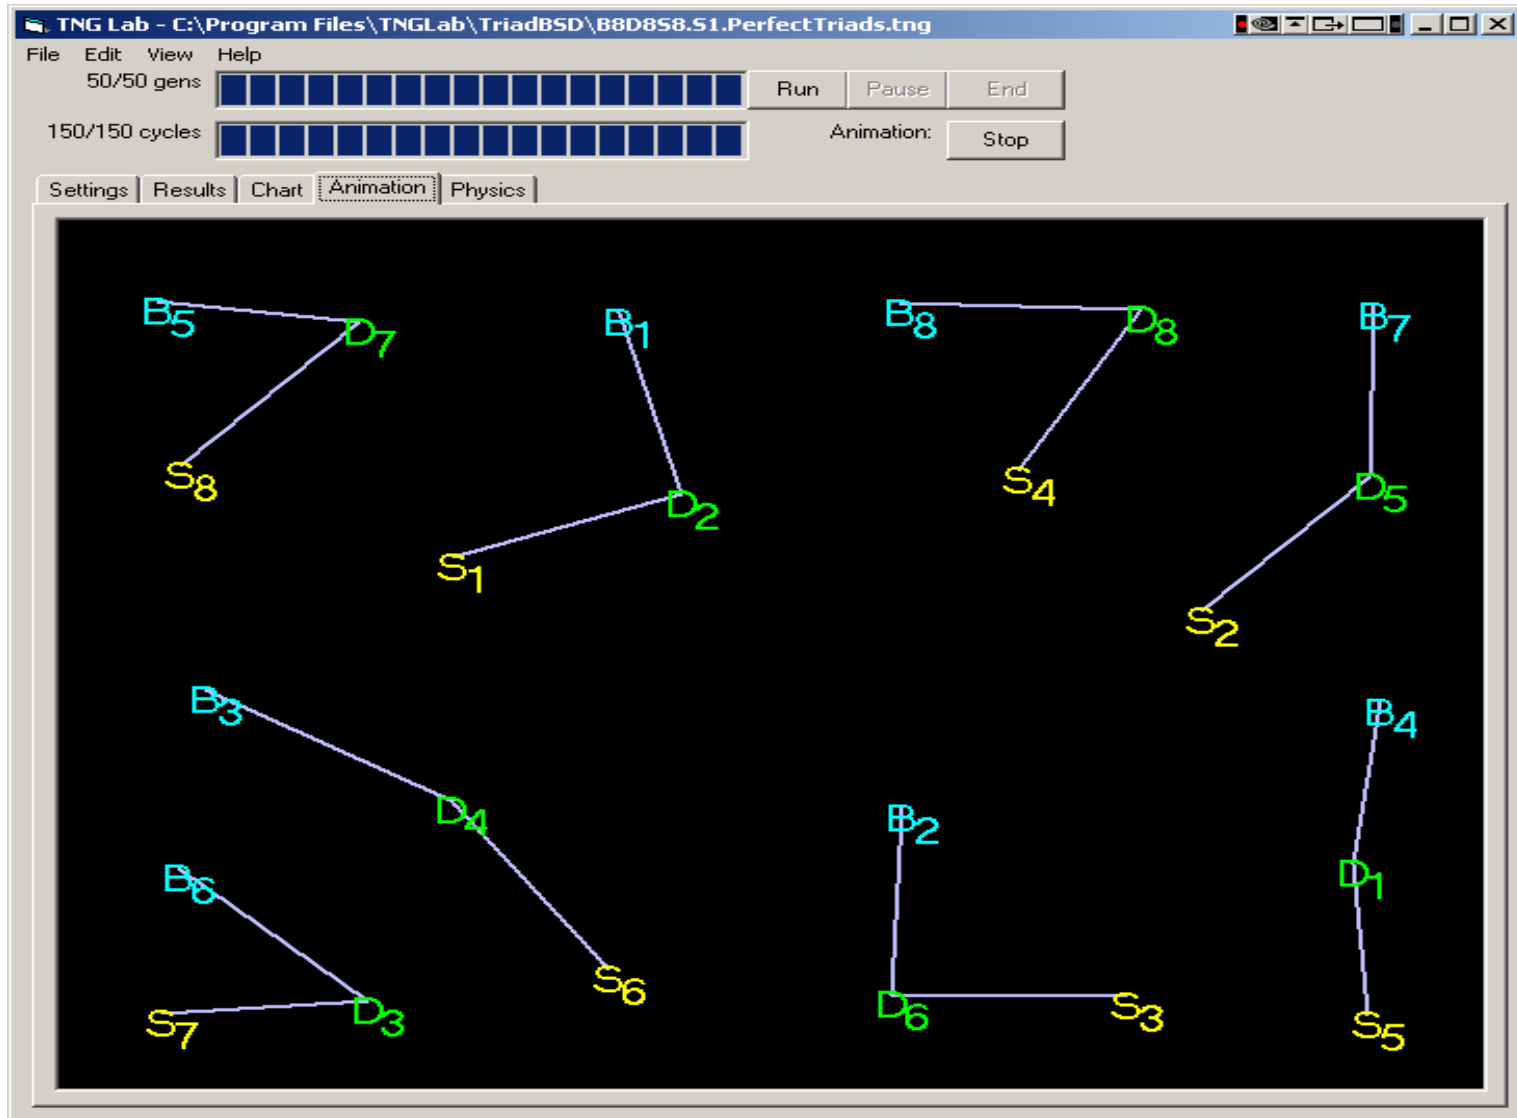 TNG Lab - C:\Program Files\TNGLab\TriadBSD\B8D8S8.S1.PerfectTriads.tng
File Edit View Help
50/50 gens Run Pause End
150/150 cycles Animation: Stop
Settings Results Chart Animation Physics
B5 D7 B1 B8 D8 B7
S8 D2 S4 D5
S1 S2
B3 B4
D4 B2
B6 D1
S6
S7 D3 D6 S3 S5